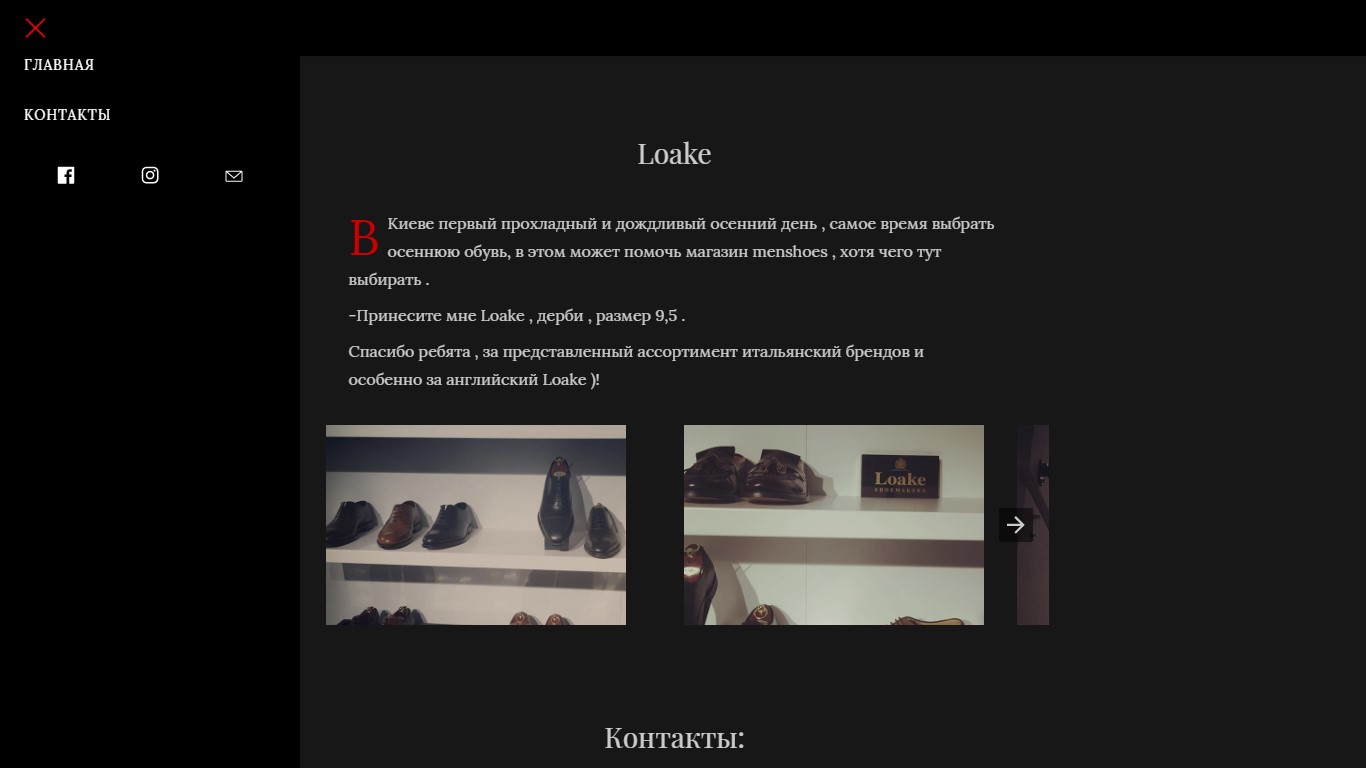 ГЛАВНАЯ
КОНТАКТЫ
Loake
В Киеве первый прохладный и дождливый осенний день , самое время выбрать
осеннюю обувь, в этом может помочь магазин menshoes , хотя чего тут
выбирать .
-Принесите мне Loake , дерби , размер 9,5 .
Спасибо ребята , за представленный ассортимент итальянский брендов и
особенно за английский Loake )!
Loake
SHOEMAKERS
Контакты: